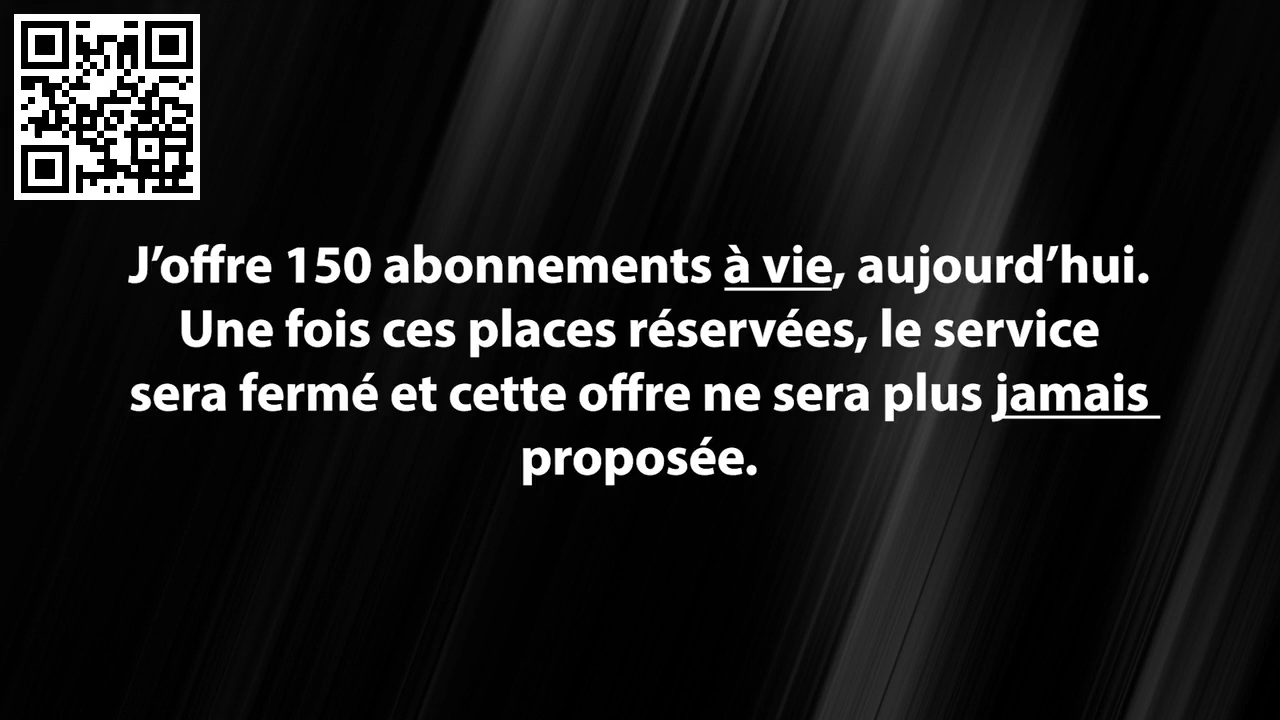 J’offre 150 abonnements à vie, aujourd’hui.
Une fois ces places réservées, le service
sera fermé et cette offre ne sera plus jamais
proposée.